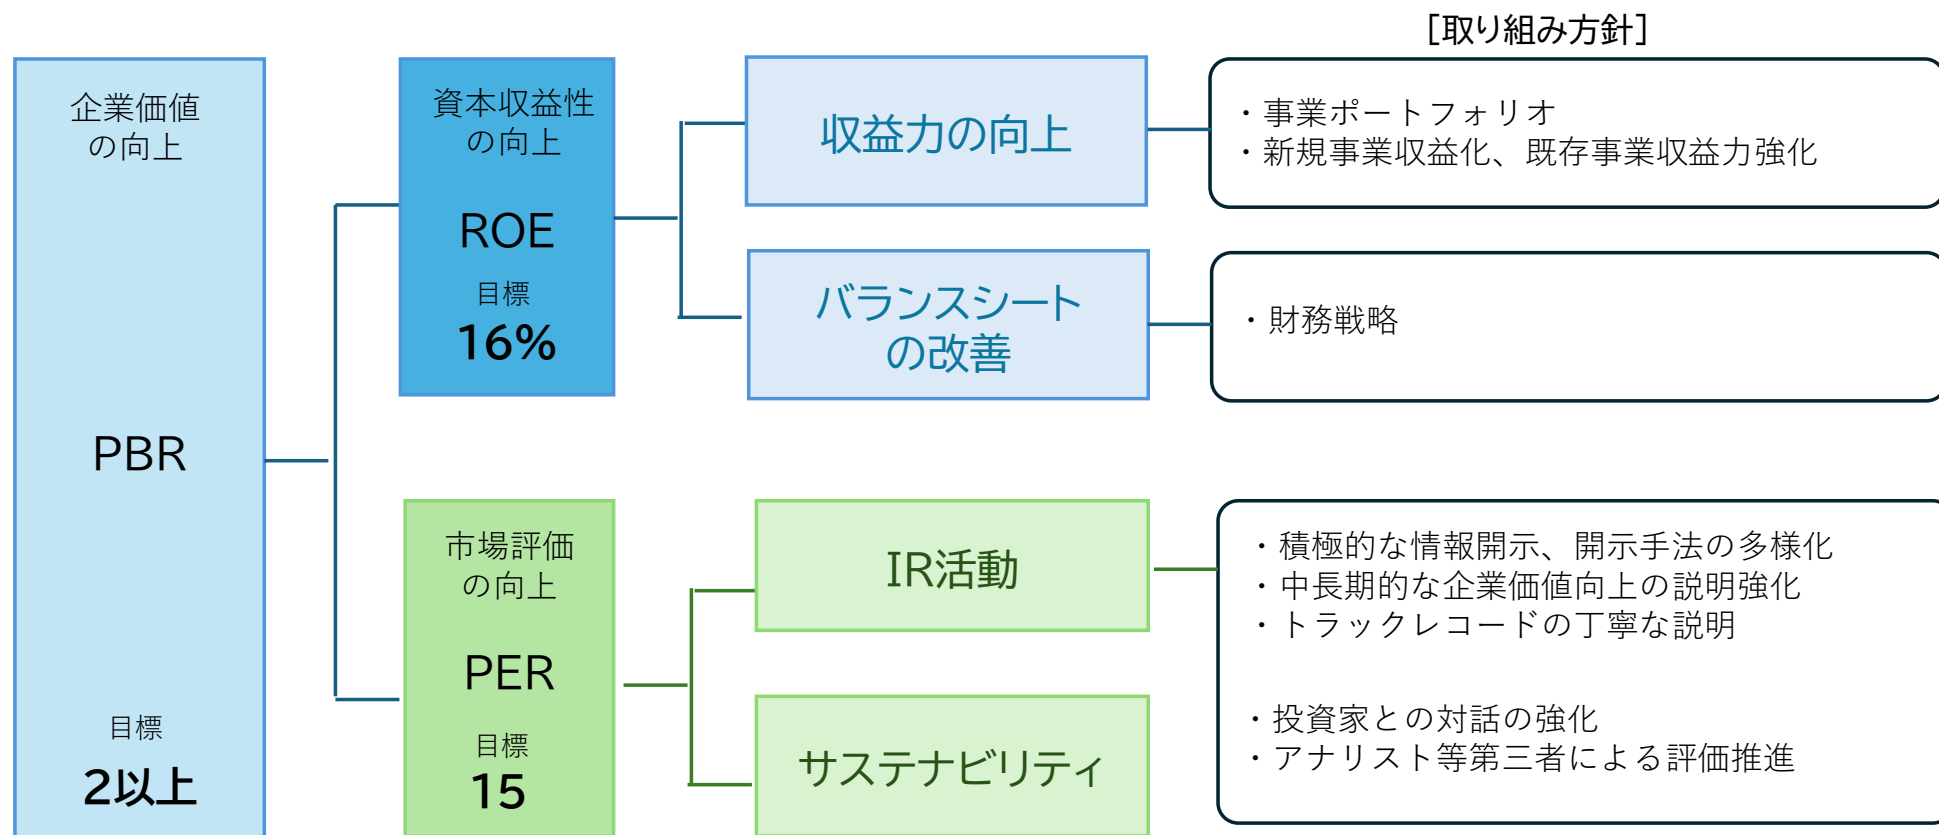 [取り組み方針]
企業価値
の向上
PBR
目標
2以上
資本収益性
の向上
ROE
目標
16%
収益力の向上
・事業ポートフォリオ
・新規事業収益化、既存事業収益力強化
バランスシート
の改善
・財務戦略
市場評価
の向上
PER
目標
15
IR活動
サステナビリティ
・積極的な情報開示、開示手法の多様化
・中長期的な企業価値向上の説明強化
・トラックレコードの丁寧な説明
・投資家との対話の強化
・アナリスト等第三者による評価推進